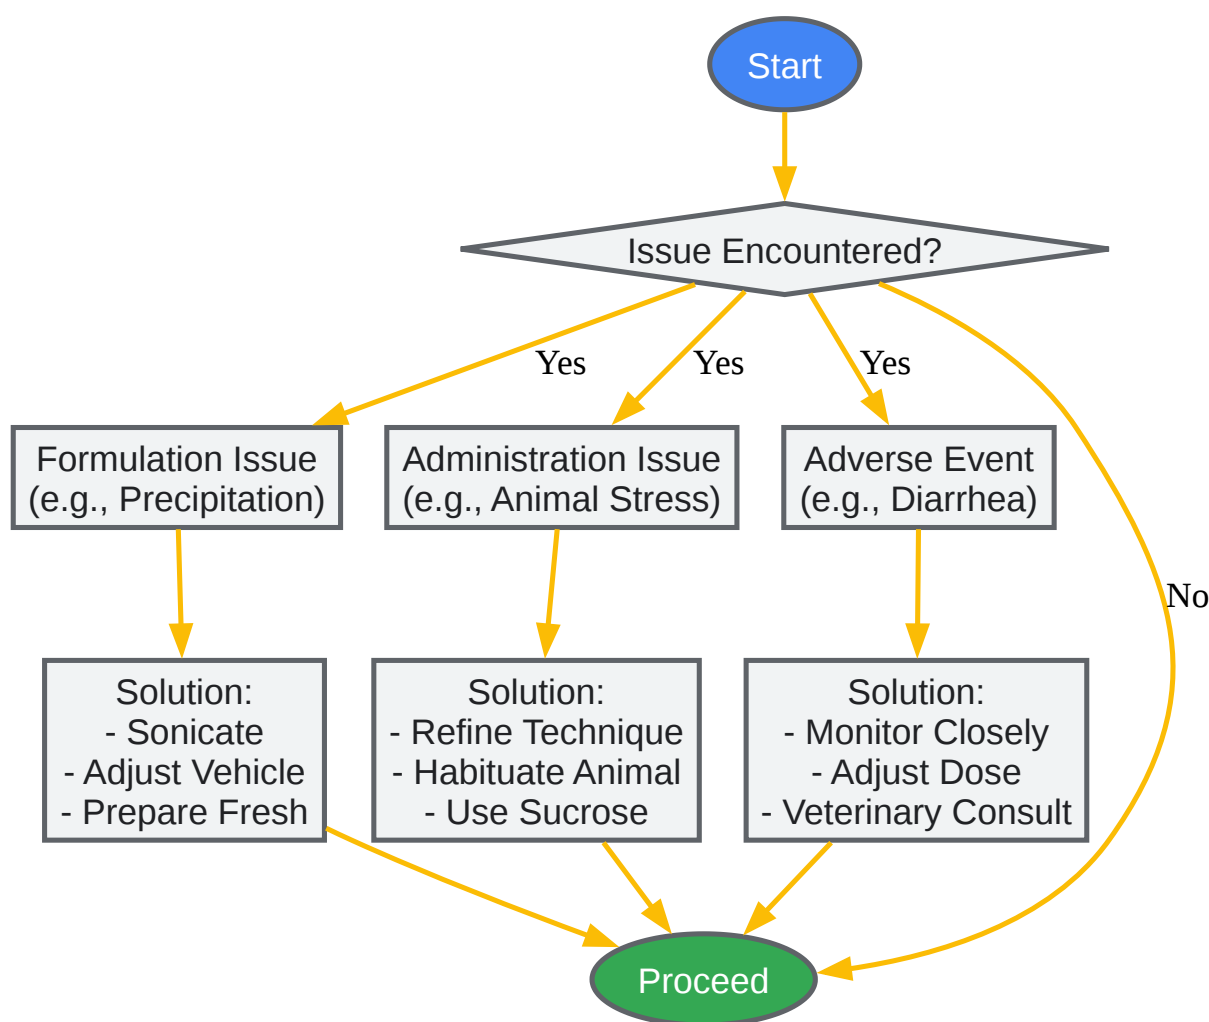 Start
Issue Encountered?
Yes
Yes
Yes
Formulation Issue
(e.g., Precipitation)
Administration Issue
(e.g., Animal Stress)
Adverse Event
(e.g., Diarrhea)
No
Solution:
- Sonicate
- Adjust Vehicle
- Prepare Fresh
Solution:
- Refine Technique
- Habituate Animal
- Use Sucrose
Solution:
- Monitor Closely
- Adjust Dose
- Veterinary Consult
Proceed